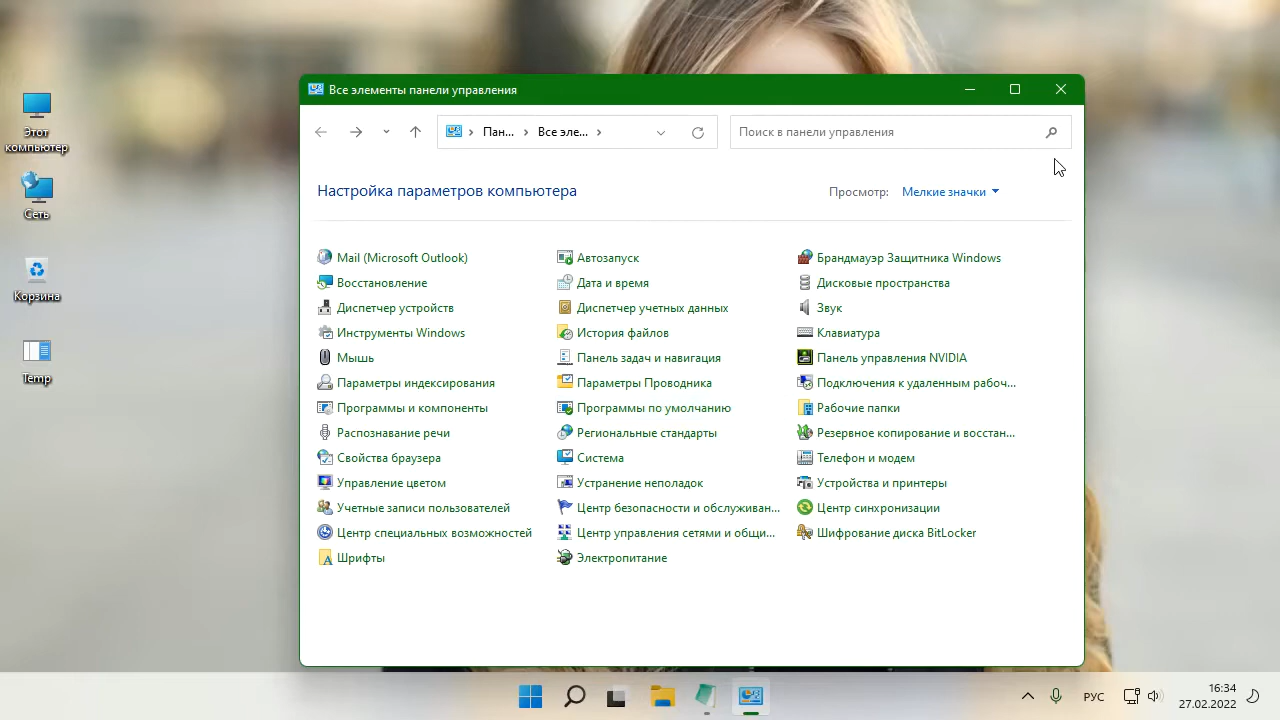 Этот
компьютер
Сеть
Корзина
Temp
Все элементы панели управления
Пан... Все эле...
Поиск в панели управления
Настройка параметров компьютера
Просмотр: Мелкие значки
Mail (Microsoft Outlook)
Автозапуск
Брандмауэр Защитника Windows
Восстановление
Дата и время
Дисковые пространства
Диспетчер устройств
Диспетчер учетных данных
Звук
Инструменты Windows
История файлов
Клавиатура
Мышь
Панель задач и навигация
Панель управления NVIDIA
Параметры индексирования
Параметры Проводника
Подключения к удаленным рабоч...
Программы и компоненты
Программы по умолчанию
Рабочие папки
Распознавание речи
Региональные стандарты
Резервное копирование и восстан...
Свойства браузера
Система
Телефон и модем
Управление цветом
Устранение неполадок
Устройства и принтеры
Учетные записи пользователей
Центр безопасности и обслуживан...
Центр синхронизации
Центр специальных возможностей
Центр управления сетями и общи...
Шифрование диска BitLocker
Шрифты
Электропитание
РУС
16:34
27.02.2022